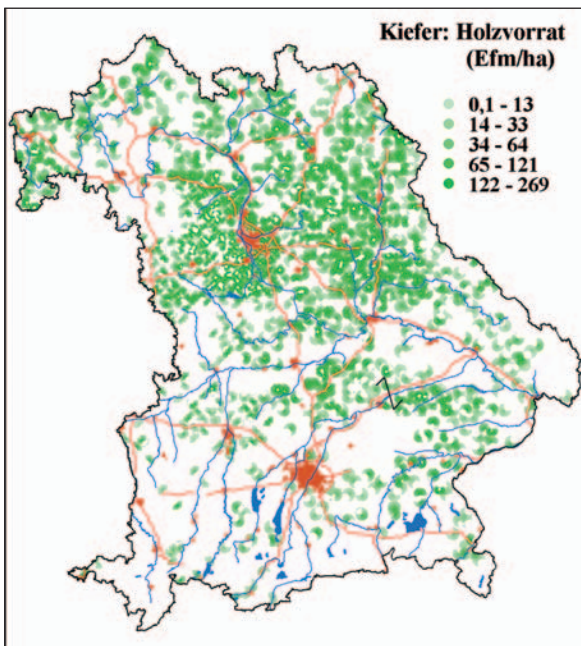 Kiefer: Holzvorrat
(Efm/ha)
0,1 - 13
14 - 33
34 - 64
65 - 121
122 - 269